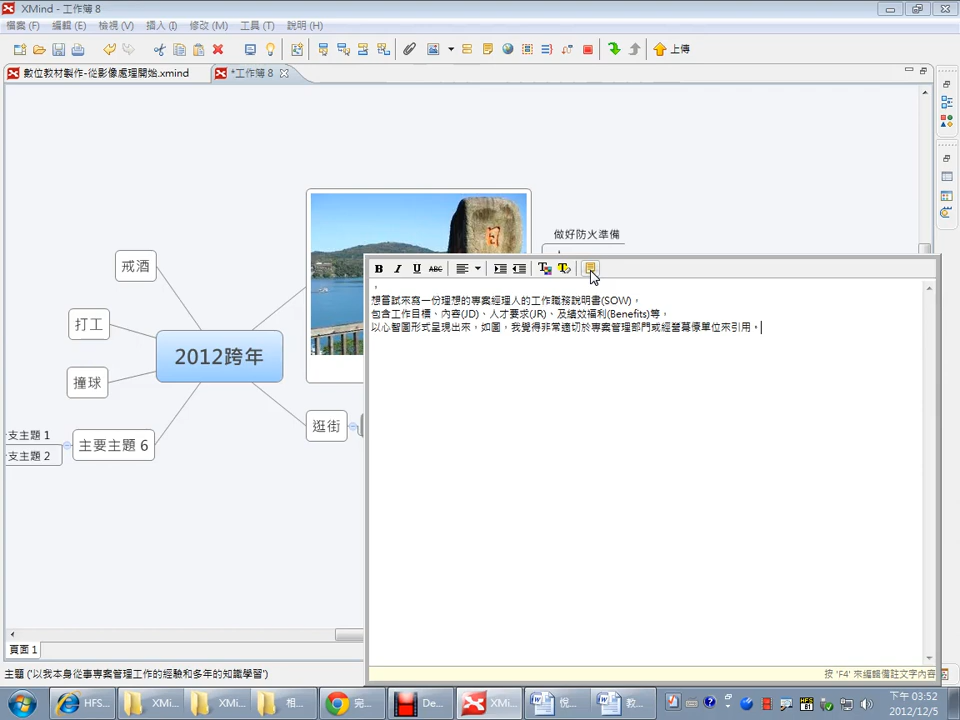 XMind - 工作簿 8
檔案 (F) 編輯 (E) 檢視 (V) 插入 (I) 修改 (M) 工具 (T) 說明 (H)
上傳
數位教材製作-從影像處理開始.xmind *工作簿 8
做好防火準備
戒酒
打工
2012跨年
撞球
逛街
主要主題 6
支主題 1
支主題 2
B I U ABC
，
想嘗試來寫一份理想的專案經理人的工作職務說明書(SOW)，
包含工作目標、內容(JD)、人才要求(JR)、及績效福利(Benefits)等，
以心智圖形式呈現出來，如圖，我覺得非常適切於專案管理部門或經營幕僚單位來引用。
按 'F4' 來編輯備註文字內容
頁面 1
主題 ('以我本身從事專案管理工作的經驗和多年的知識學習')
HFS... XMi... XMi... 相... 完... De... XMi... 悅... 教...
下午 03:52
2012/12/5